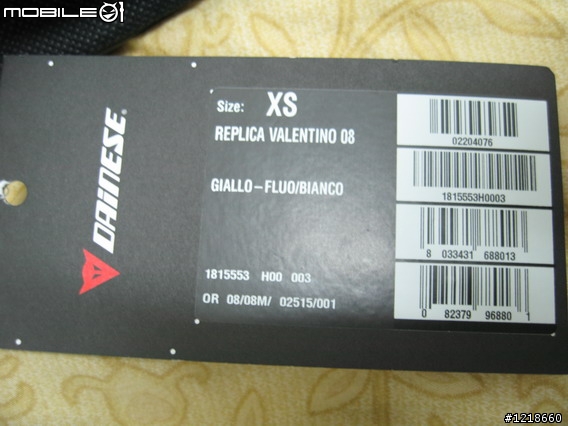 MOBILE01
DAINESE®
Size: XS
REPLICA VALENTINO 08
GIALLO-FLUO/BIANCO
1815553 H00 003
OR 08/08M/ 02515/001
02204076
1815553H0003
8 033431 688013
0 82379 96880 1
#1218660